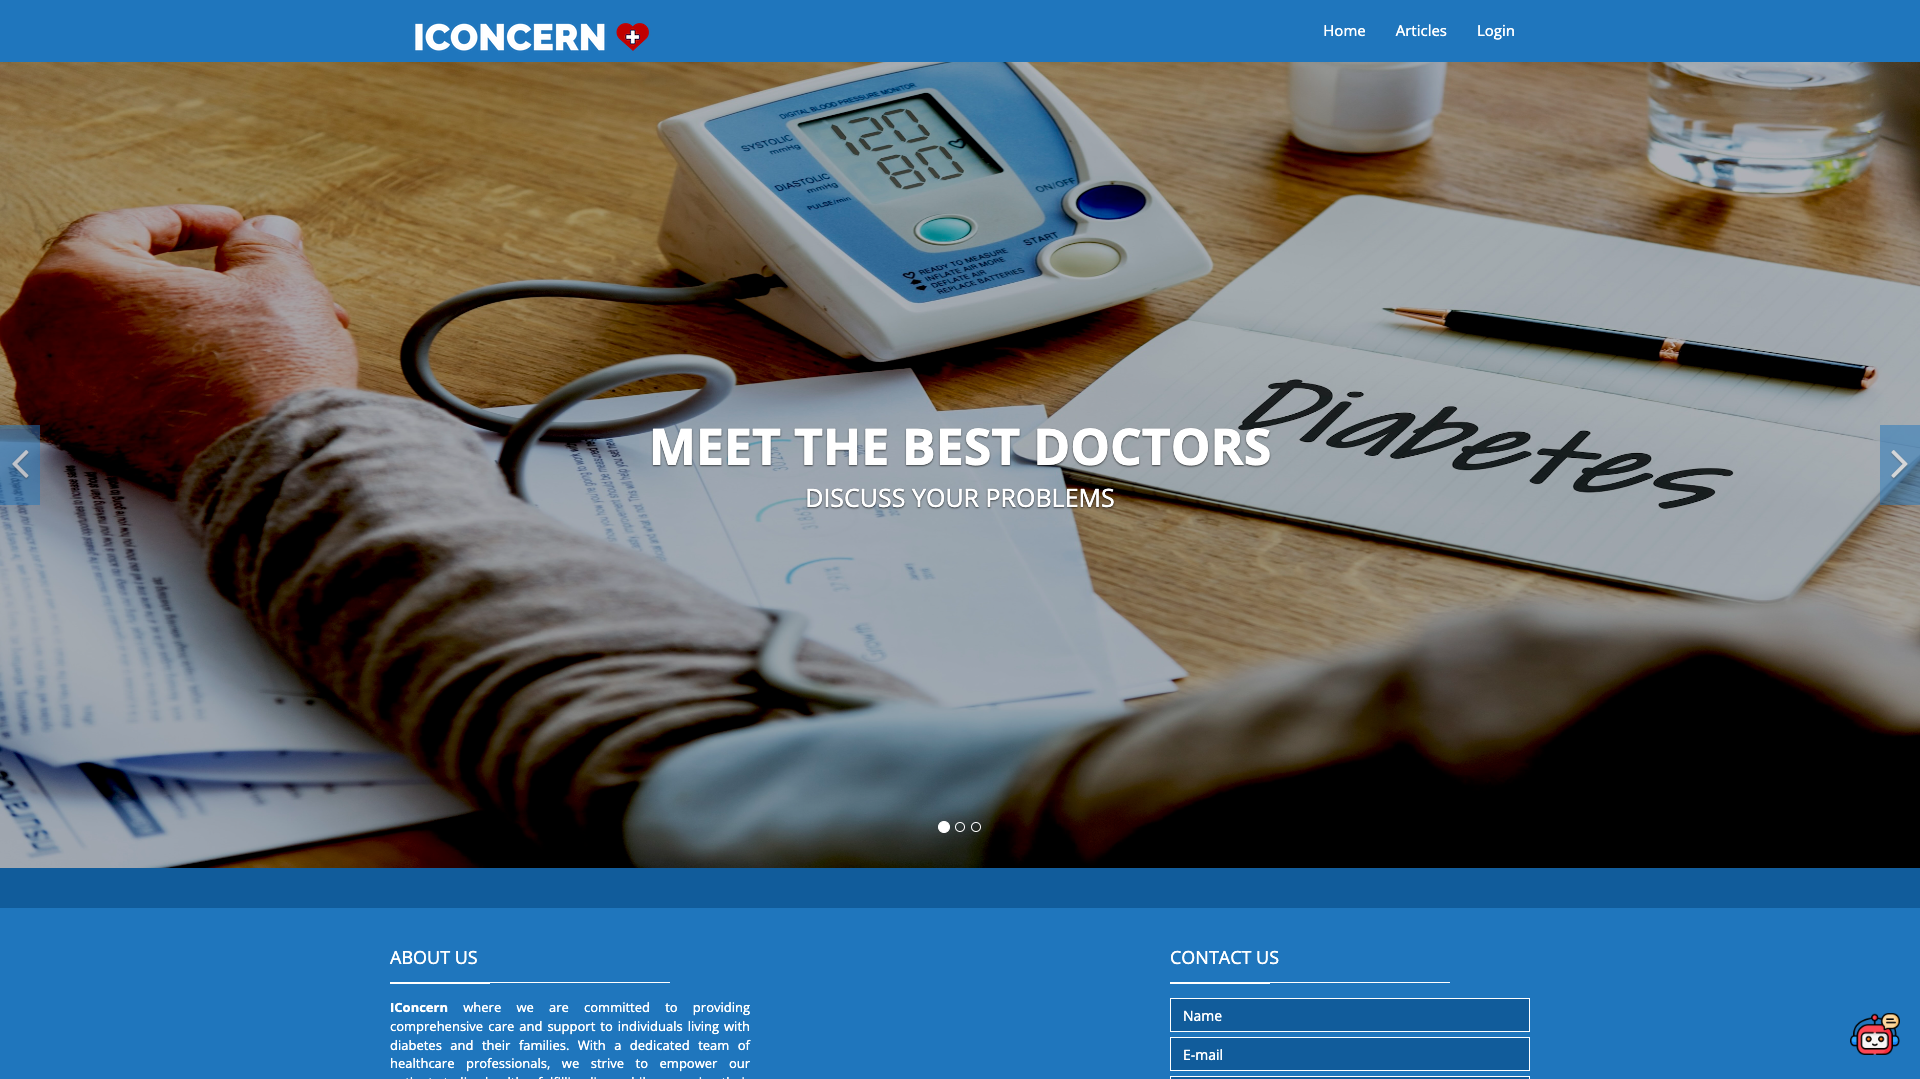 ICONCERN
Home
Articles
Login
DIGITAL BLOOD PRESSURE MONITOR
SYSTOLIC
mmHg
120
DIASTOLIC
mmHg
80
PULSE/min
ON/OFF
START
READY TO MEASURE
INFLATE AIR MORE
DEFLATE AIR
REPLACE BATTERIES
Diabetes
MEET THE BEST DOCTORS
DISCUSS YOUR PROBLEMS
Growth
ABOUT US
IConcern where we are committed to providing
comprehensive care and support to individuals living with
diabetes and their families. With a dedicated team of
healthcare professionals, we strive to empower our
CONTACT US
Name
E-mail